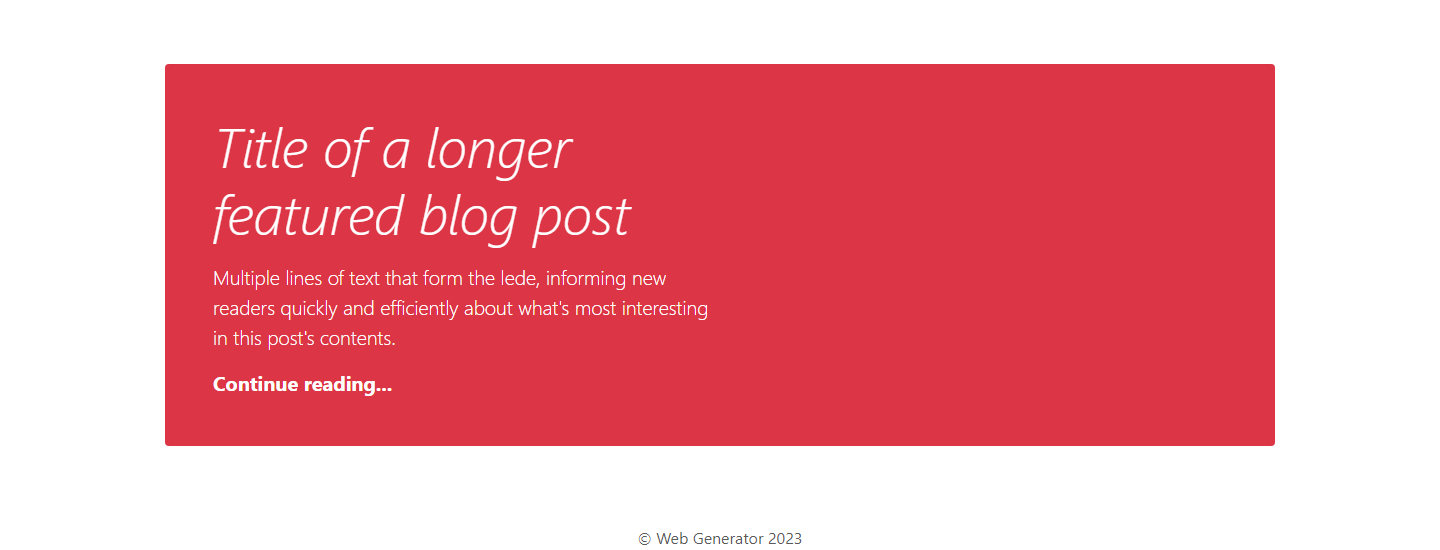 Title of a longer
featured blog post
Multiple lines of text that form the lede, informing new
readers quickly and efficiently about what's most interesting
in this post's contents.
Continue reading...
© Web Generator 2023